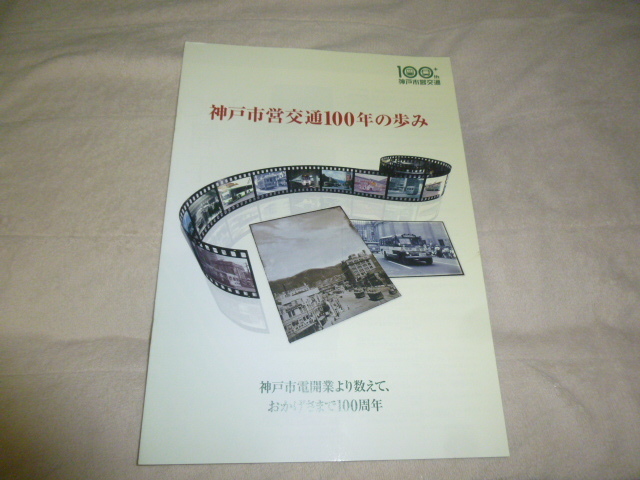 100
th
神戸市営交通
神戸市営交通100年の歩み
神戸市電開業より数えて、
おかげさまで100周年